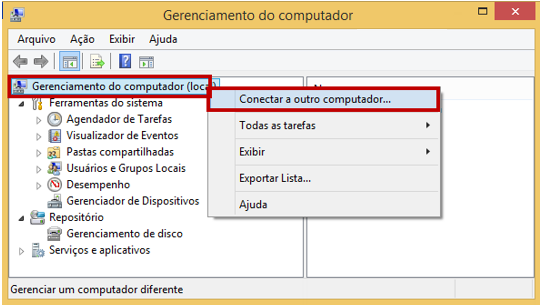 Gerenciamento do computador
Arquivo Ação Exibir Ajuda
Gerenciamento do computador (local)
Conectar a outro computador...
Ferramentas do sistema
Agendador de Tarefas
Todas as tarefas
Visualizador de Eventos
Pastas compartilhadas
Exibir
Usuários e Grupos Locais
Exportar Lista...
Desempenho
Gerenciador de Dispositivos
Ajuda
Repositório
Gerenciamento de disco
Serviços e aplicativos
Gerenciar um computador diferente